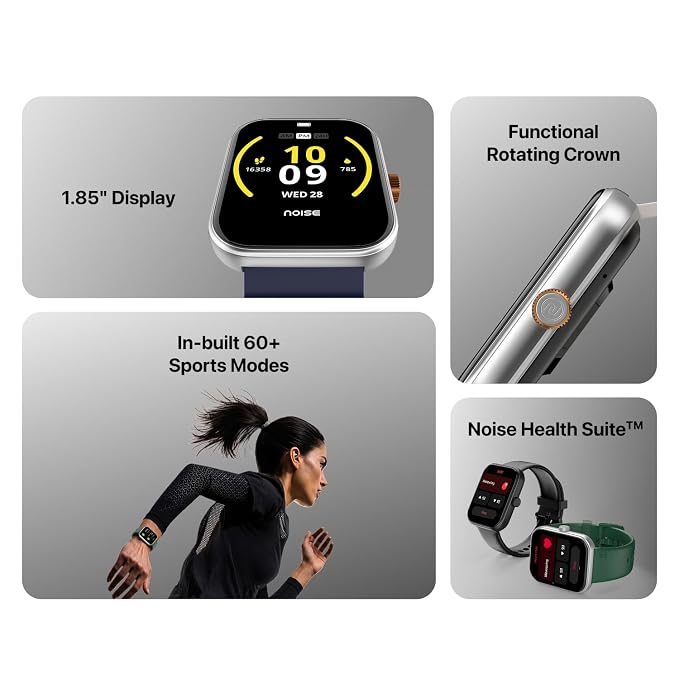 1.85" Display
AM PM 24H
10
09
16358
785
WED 28
NOISE
Functional
Rotating Crown
In-built 60+
Sports Modes
Noise Health Suite™